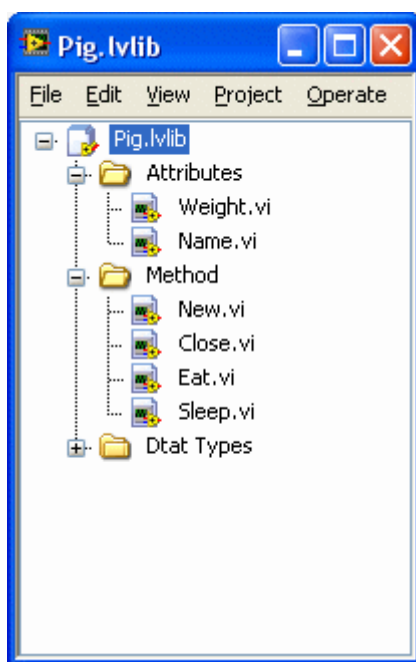 Pig.lvlib
File Edit View Project Operate
Pig.lvlib
Attributes
Weight.vi
Name.vi
Method
New.vi
Close.vi
Eat.vi
Sleep.vi
Dtat Types